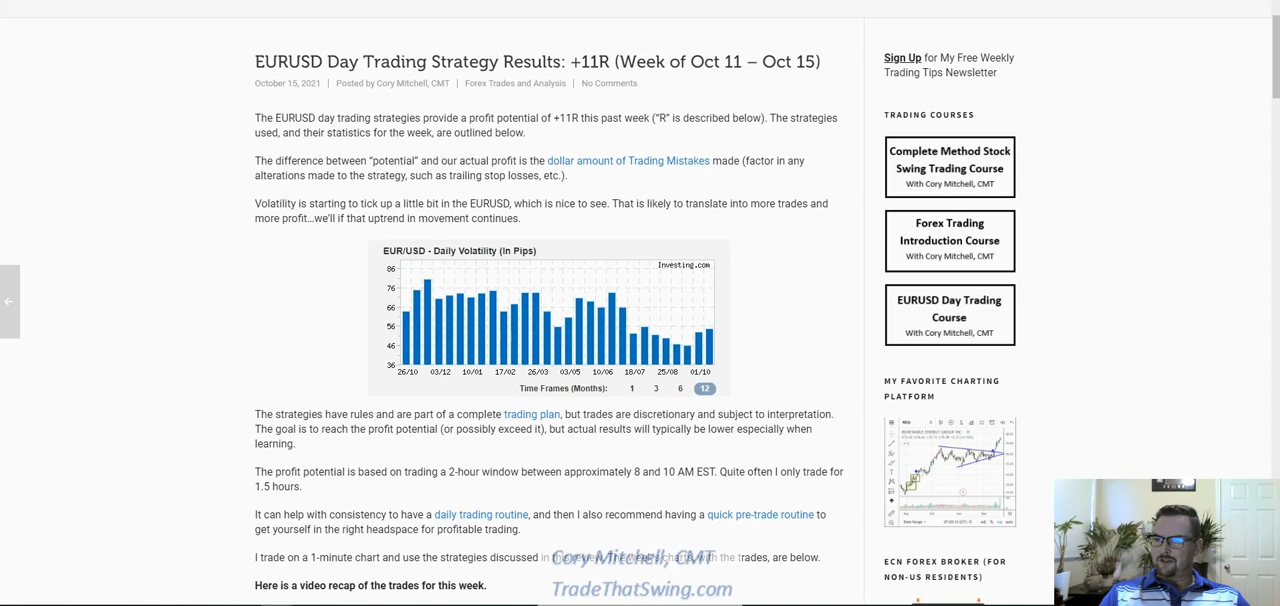 EURUSD Day Trading Strategy Results: +11R (Week of Oct 11 – Oct 15)
October 15, 2021 | Posted by Cory Mitchell, CMT | Forex Trades and Analysis | No Comments
The EURUSD day trading strategies provide a profit potential of +11R this past week (“R” is described below). The strategies
used, and their statistics for the week, are outlined below.
The difference between “potential” and our actual profit is the dollar amount of Trading Mistakes made (factor in any
alterations made to the strategy, such as trailing stop losses, etc.).
Volatility is starting to tick up a little bit in the EURUSD, which is nice to see. That is likely to translate into more trades and
more profit…we’ll if that uptrend in movement continues.
EUR/USD - Daily Volatility (In Pips)
Investing.com
86
76
66
56
46
36
26/10 03/12 10/01 17/02 26/03 03/05 10/06 18/07 25/08 01/10
Time Frames (Months): 1 3 6 12
The strategies have rules and are part of a complete trading plan, but trades are discretionary and subject to interpretation.
The goal is to reach the profit potential (or possibly exceed it), but actual results will typically be lower especially when
learning.
The profit potential is based on trading a 2-hour window between approximately 8 and 10 AM EST. Quite often I only trade for
1.5 hours.
It can help with consistency to have a daily trading routine, and then I also recommend having a quick pre-trade routine to
get yourself in the right headspace for profitable trading.
I trade on a 1-minute chart and use the strategies discussed in this trades, are below.
Cory Mitchell, CMT
Here is a video recap of the trades for this week.
TradeThatSwing.com
Sign Up for My Free Weekly
Trading Tips Newsletter
TRADING COURSES
Complete Method Stock
Swing Trading Course
With Cory Mitchell, CMT
Forex Trading
Introduction Course
With Cory Mitchell, CMT
EURUSD Day Trading
Course
With Cory Mitchell, CMT
MY FAVORITE CHARTING
PLATFORM
ECN FOREX BROKER (FOR
NON-US RESIDENTS)